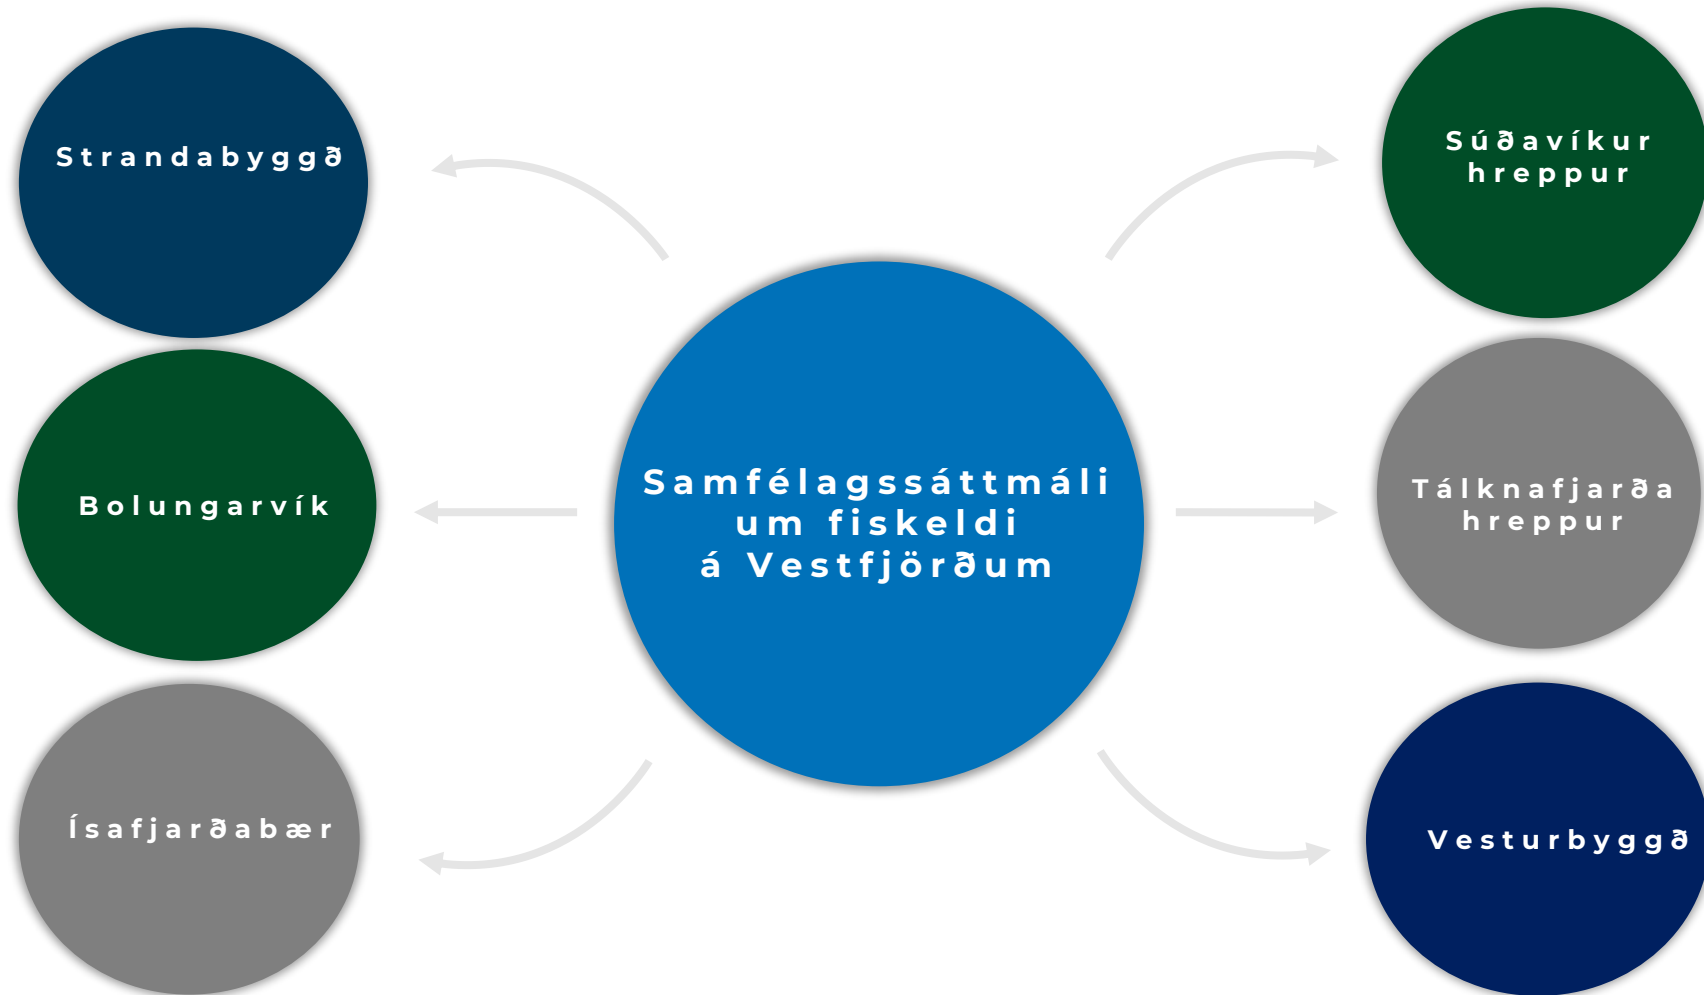 Strandabyggð
Bolungarvík
Ísafjarðabær
Samfélagssáttmáli
um fiskeldi
á Vestfjörðum
Súðavíkur
hreppur
Tálknafjarða
hreppur
Vesturbyggð